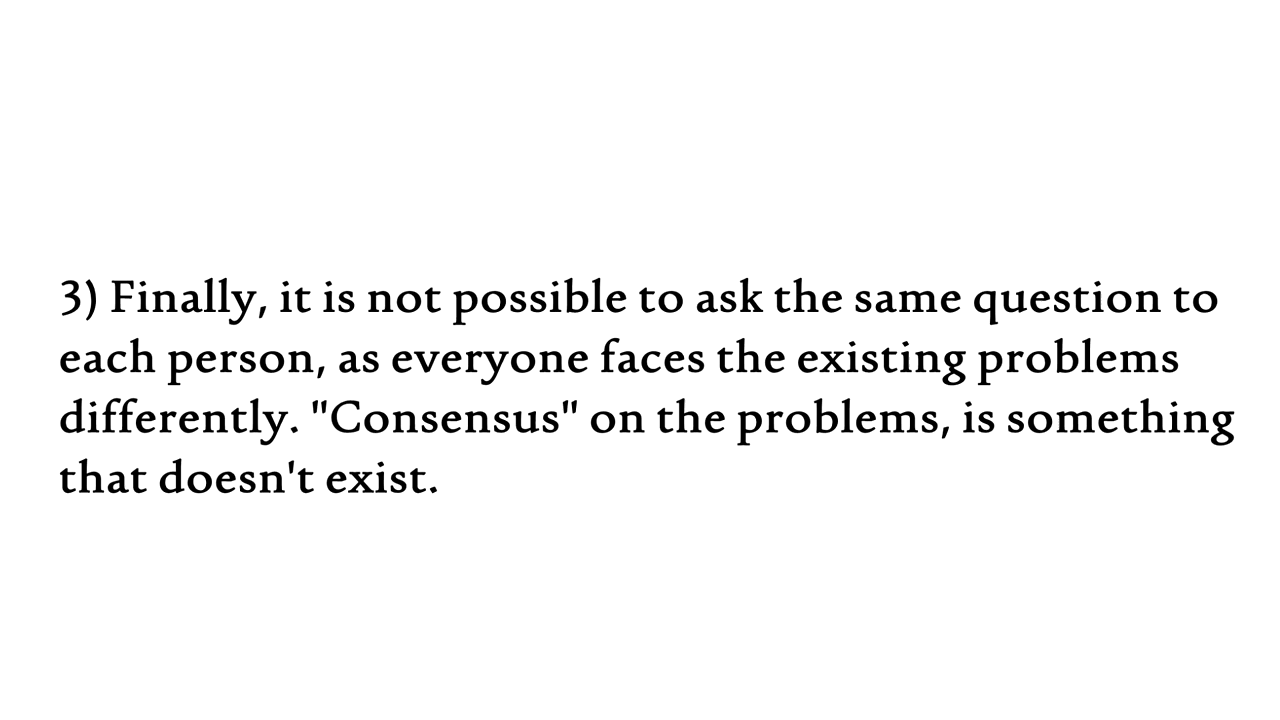 3) Finally, it is not possible to ask the same question to
each person, as everyone faces the existing problems
differently. "Consensus" on the problems, is something
that doesn't exist.